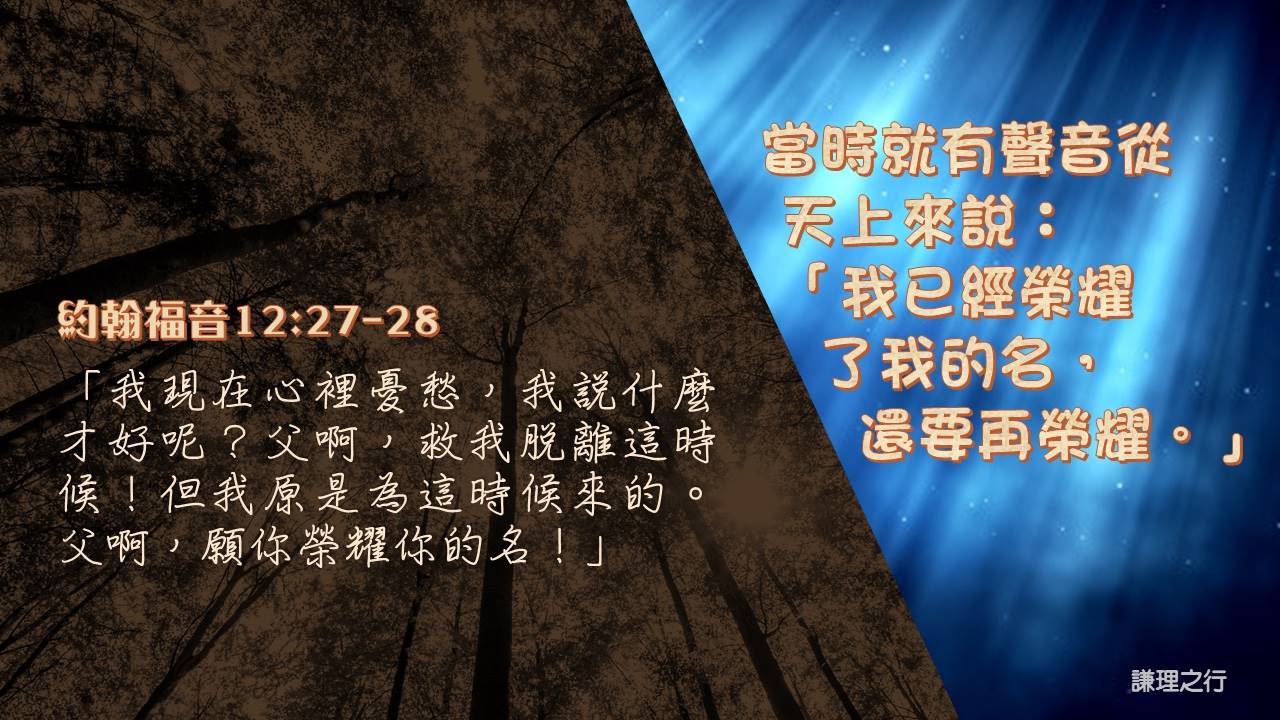 約翰福音12:27-28
「我現在心裡憂愁，我説什麼
才好呢？父啊，救我脱離這時
候！但我原是為這時候來的。
父啊，願你榮耀你的名！」
當時就有聲音從
天上來說：
「我已經榮耀
了我的名，
還要再榮耀。」
謙理之行